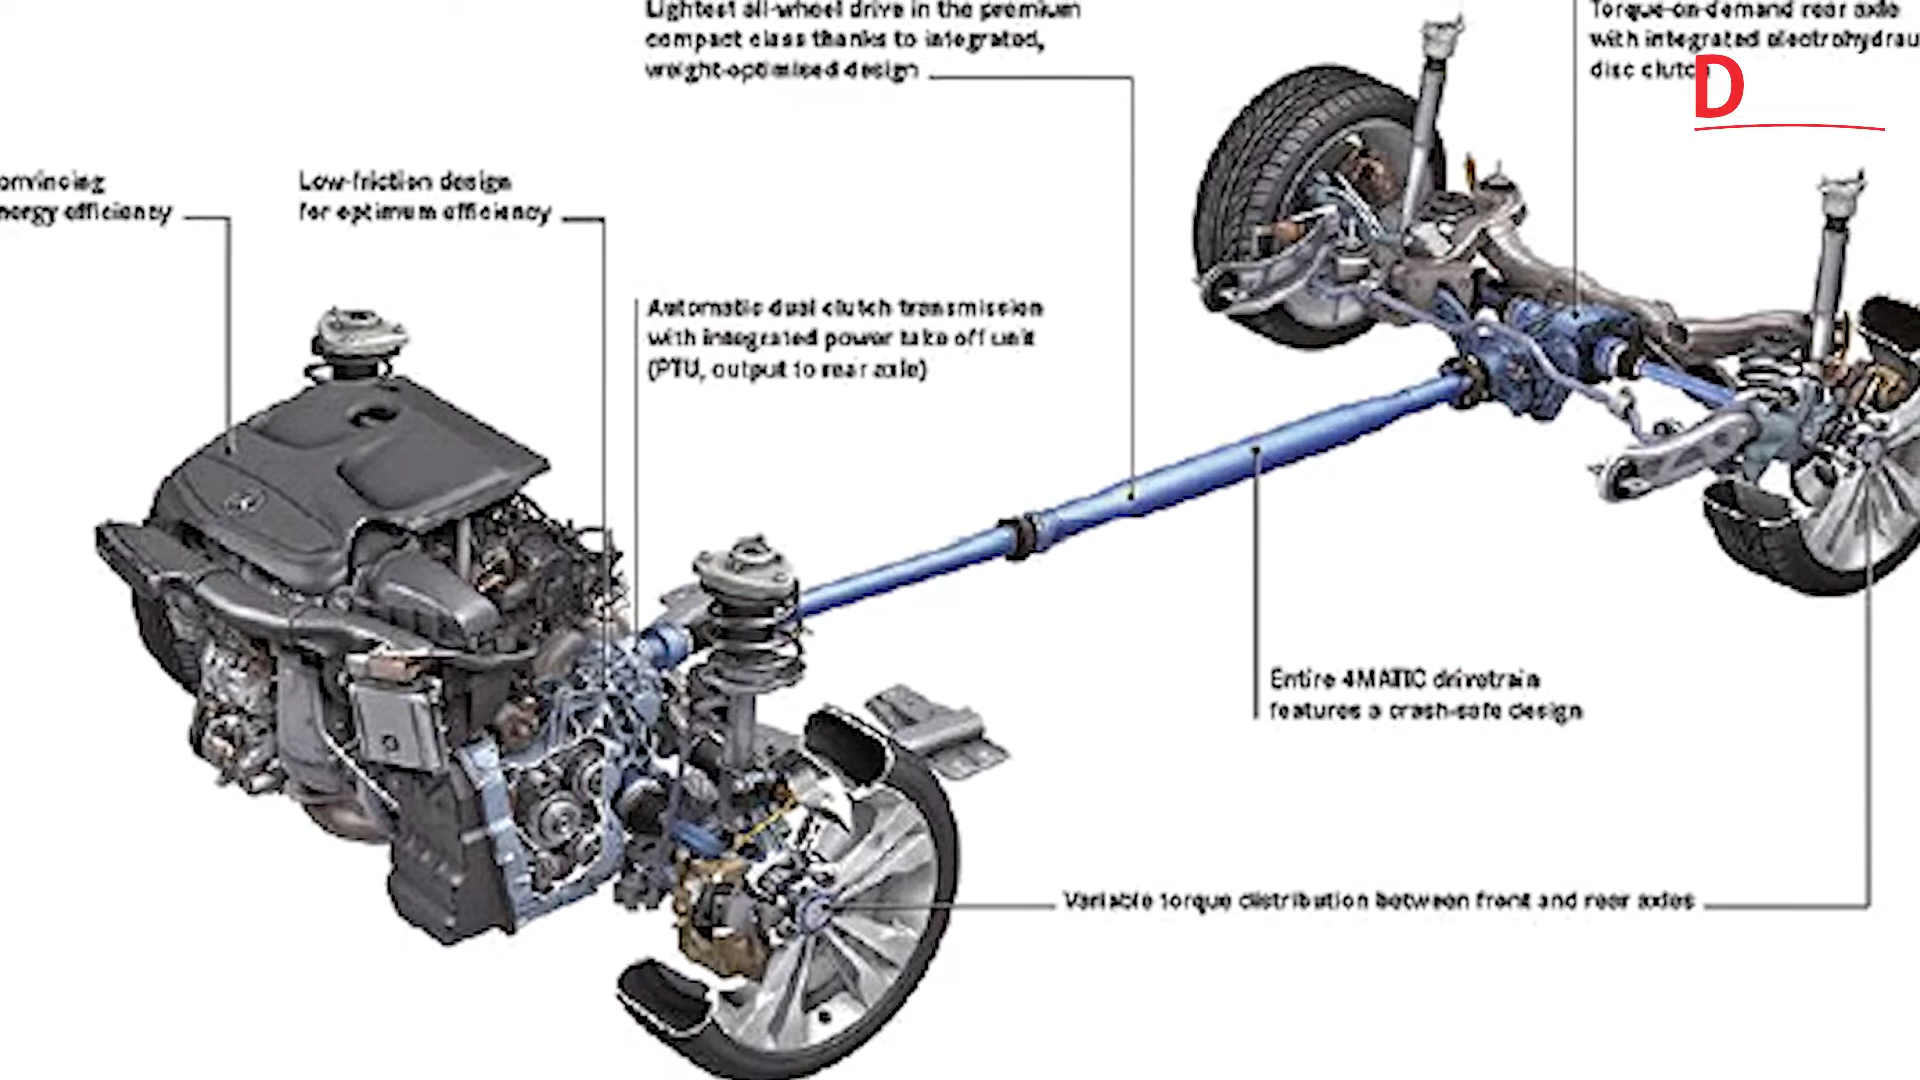 Lightest all-wheel drive in the premium
compact class thanks to integrated,
weight-optimised design
Torque-on-demand rear axle
with integrated electrohydrau
disc clutch
D
onvincing
nergy efficiency
Low-friction design
for optimum efficiency
Automatic dual clutch transmission
with integrated power take off unit
(PTU, output to rear axle)
Entire 4MATIC drivetrain
features a crash-safe design
Variable torque distribution between front and rear axles